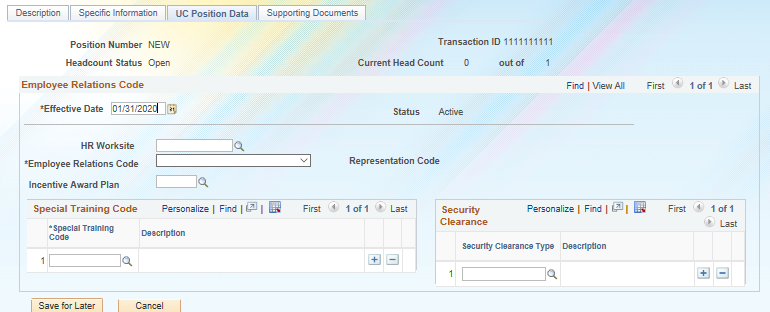 Description Specific Information UC Position Data Supporting Documents
Position Number NEW Transaction ID 1111111111
Headcount Status Open Current Head Count 0 out of 1
Employee Relations Code Find | View All First 1 of 1 Last
*Effective Date 01/31/2020 Status Active
HR Worksite
*Employee Relations Code Representation Code
Incentive Award Plan
Special Training Code Personalize | Find | | First 1 of 1 Last
Security Clearance Personalize | Find | | First 1 of 1 Last
*Special Training Code Description
Security Clearance Type Description
1 + −
1 + −
Save for Later Cancel